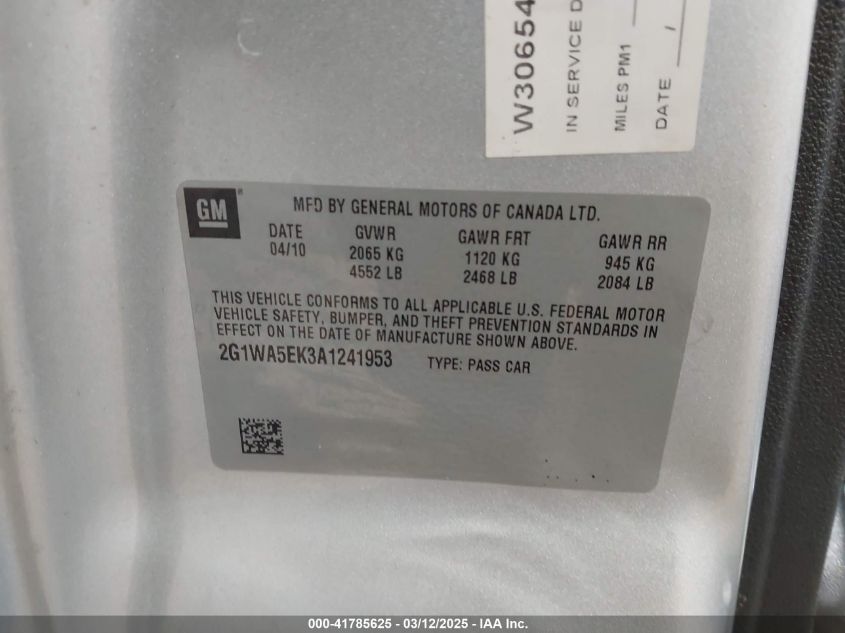 W30654
IN SERVICE D
MILES PM1
DATE /
GM
MFD BY GENERAL MOTORS OF CANADA LTD.
DATE GVWR GAWR FRT GAWR RR
04/10 2065 KG 1120 KG 945 KG
4552 LB 2468 LB 2084 LB
THIS VEHICLE CONFORMS TO ALL APPLICABLE U.S. FEDERAL MOTOR
VEHICLE SAFETY, BUMPER, AND THEFT PREVENTION STANDARDS IN
EFFECT ON THE DATE OF MANUFACTURE SHOWN ABOVE.
2G1WA5EK3A1241953 TYPE: PASS CAR
000-41785625 - 03/12/2025 - IAA Inc.